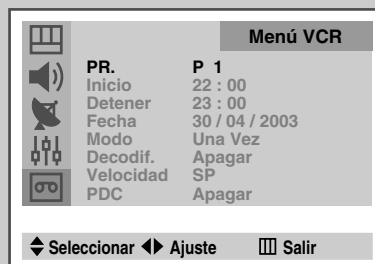 Menú VCR
PR. P 1
Inicio 22 : 00
Detener 23 : 00
Fecha 30 / 04 / 2003
Modo Una Vez
Decodif. Apagar
Velocidad SP
PDC Apagar
Seleccionar Ajuste Salir